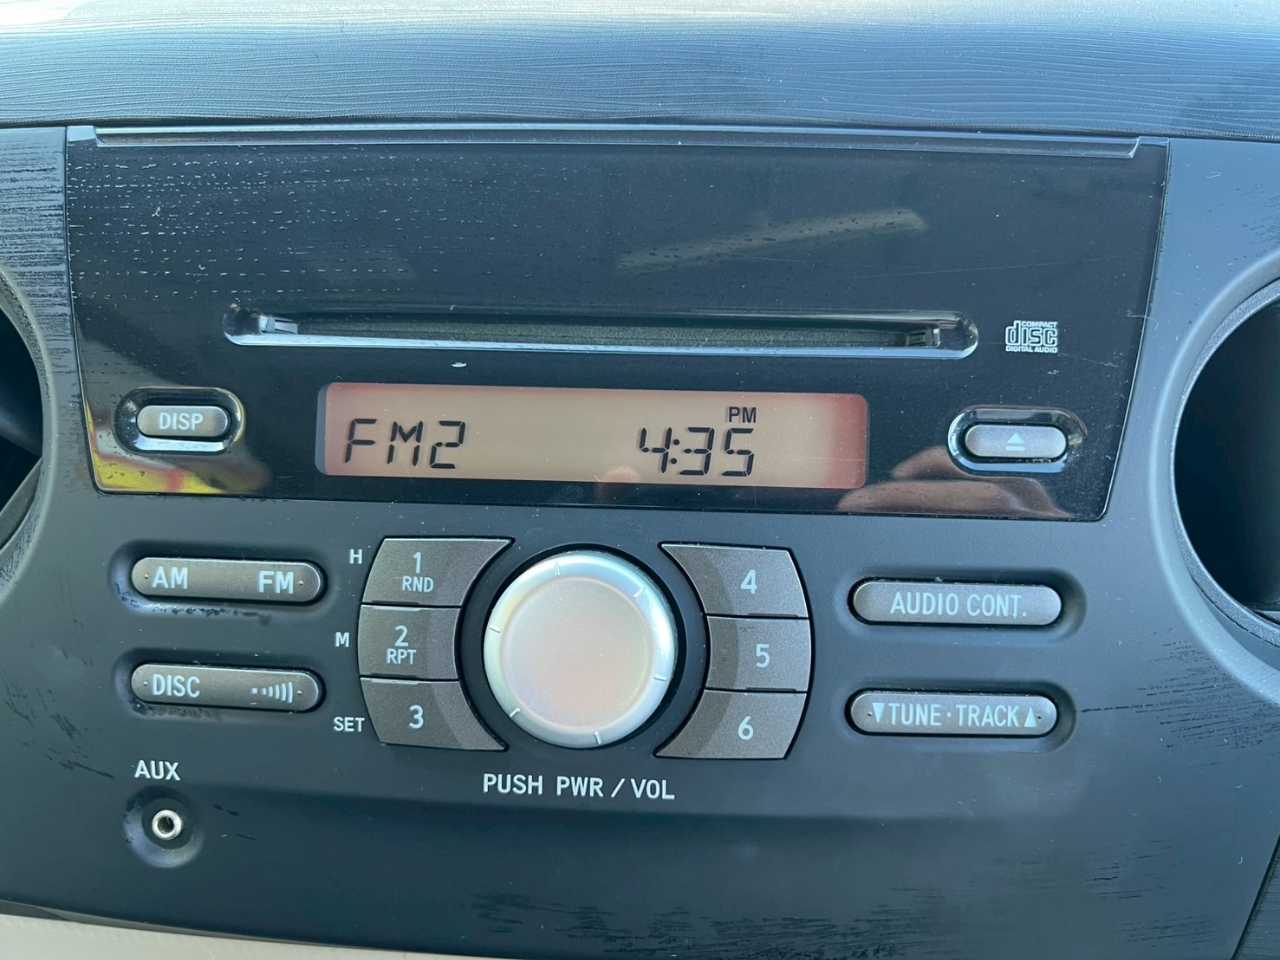 COMPACT
disc
DIGITAL AUDIO
DISP
FM2
PM
4:35
AM FM
H
1
RND
4
AUDIO CONT.
M
2
RPT
5
DISC
SET
3
6
▼TUNE·TRACK▲
AUX
PUSH PWR / VOL